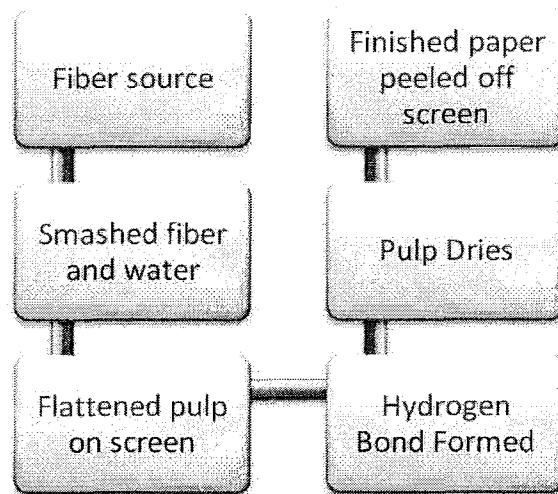 Fiber source
Smashed fiber
and water
Flattened pulp
on screen
Hydrogen
Bond Formed
Pulp Dries
Finished paper
peeled off
screen